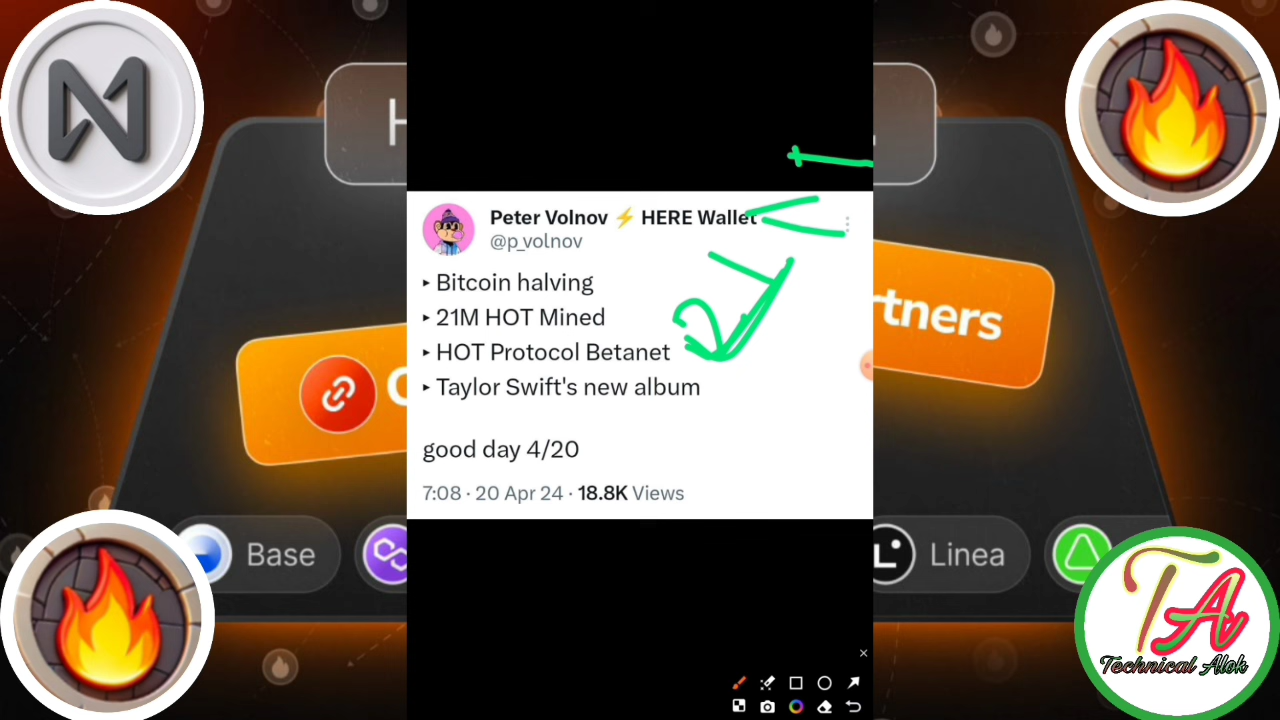 H
Peter Volnov ⚡ HERE Wallet
@p_volnov
‣ Bitcoin halving
‣ 21M HOT Mined
‣ HOT Protocol Betanet
‣ Taylor Swift's new album
good day 4/20
7:08 · 20 Apr 24 · 18.8K Views
rtners
Base
Linea
TA
Technical Alok